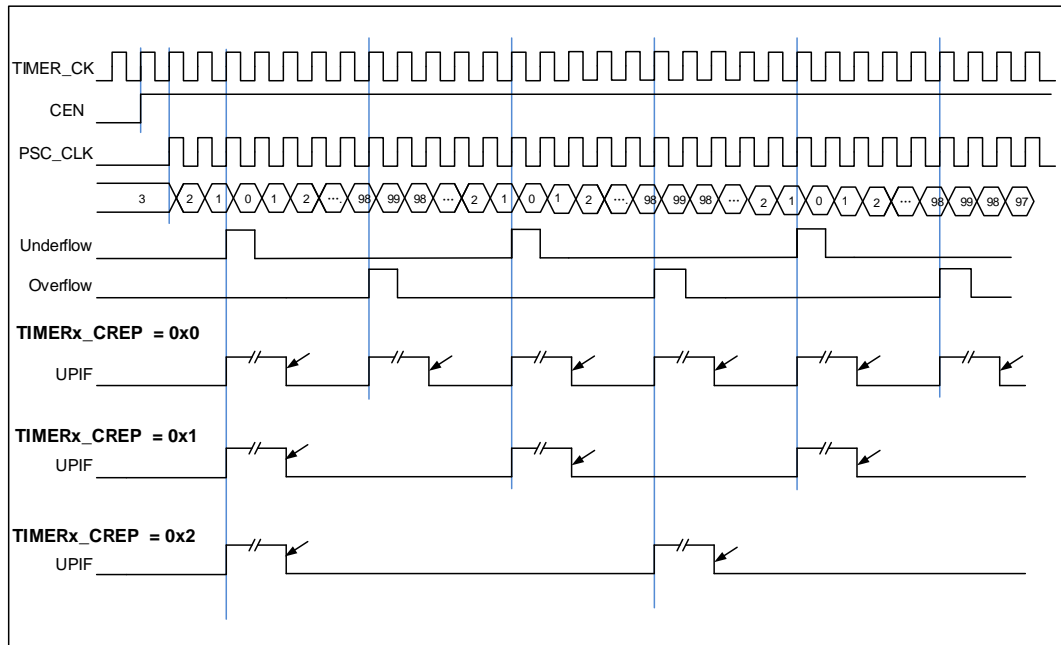 TIMER_CK
CEN
PSC_CLK
3 2 1 0 1 2 ... 98 99 98 ... 2 1 0 1 2 ... 98 99 98 ... 2 1 0 1 2 ... 98 99 98 97
Underflow
Overflow
TIMERx_CREP = 0x0
UPIF
TIMERx_CREP = 0x1
UPIF
TIMERx_CREP = 0x2
UPIF